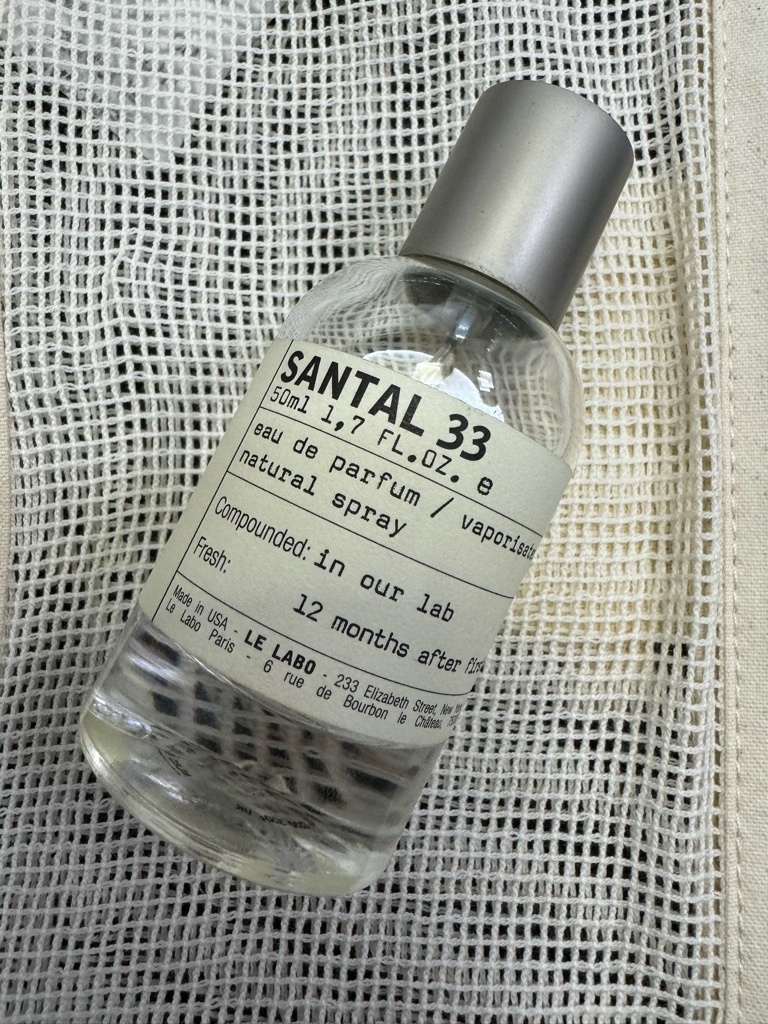 SANTAL 33
50ml 1,7 FL.OZ. e
eau de parfum / vaporisate
natural spray
Compounded: in our lab
Fresh: 12 months after firs
Made in USA - LE LABO - 233 Elizabeth Street, New
Le Labo Paris - 6 rue de Bourbon le Château,